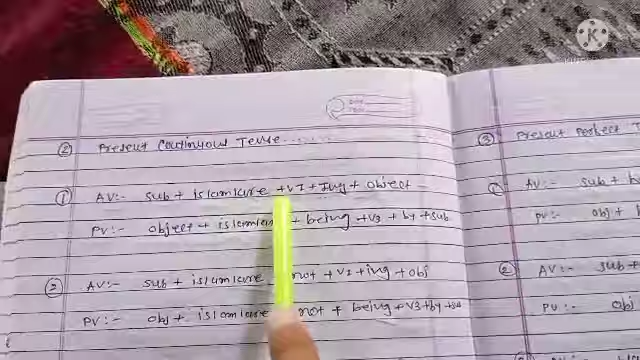 ② Present Continuous Tense......
① AV:- sub + is/am/are + V1 + Ing + object
PV:- object + is/am/are + being + V3 + by + sub
② AV:- sub + is/am/are not + V1 + ing + obj
PV:- obj + is/am/are not + being + V3 + by + sub
③ Present Perfect T
① AV:- sub +
PV:- obj +
② AV:- sub +
PV:- obj
K